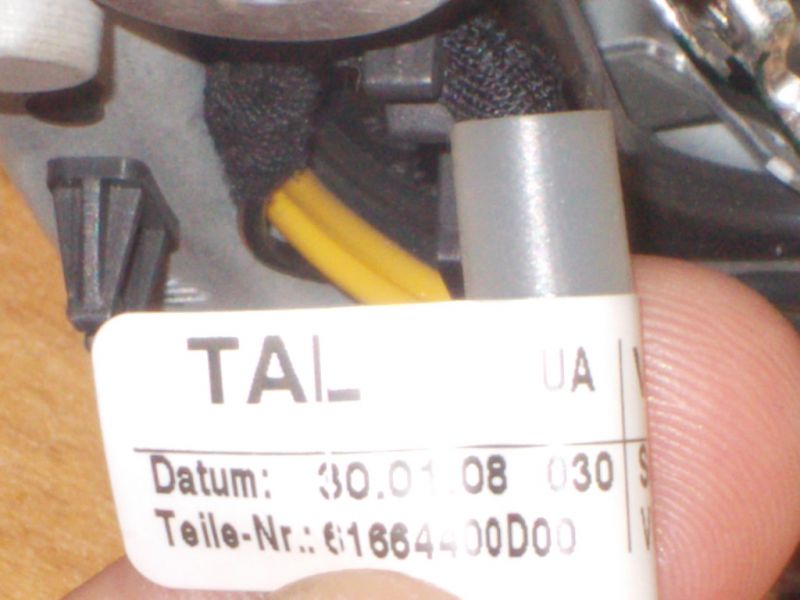 TAL UA
Datum: 30.01.08 030
Teile-Nr.: 61664400D00